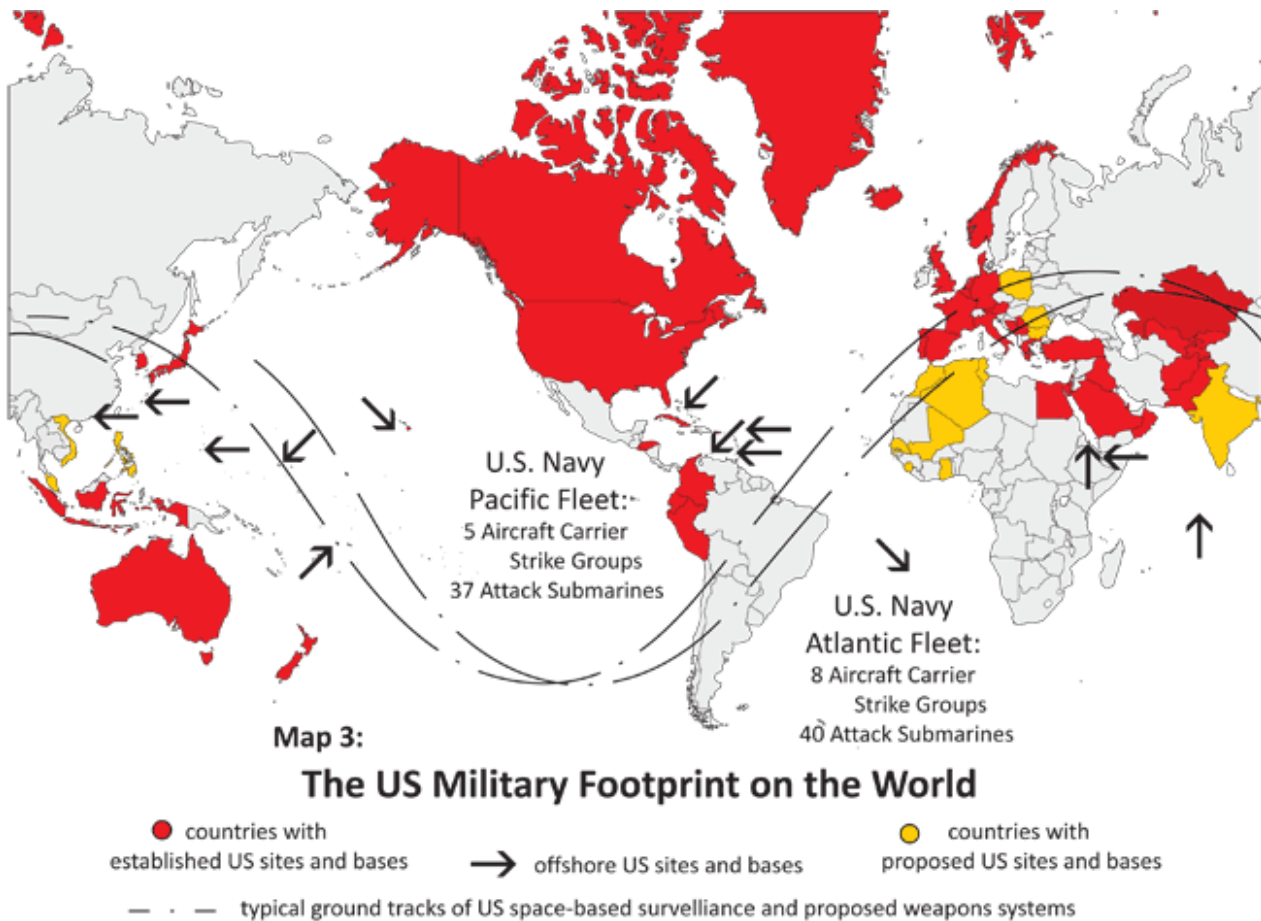 U.S. Navy
Pacific Fleet:
5 Aircraft Carrier
Strike Groups
37 Attack Submarines
U.S. Navy
Atlantic Fleet:
8 Aircraft Carrier
Strike Groups
40 Attack Submarines
Map 3:
The US Military Footprint on the World
countries with
established US sites and bases
offshore US sites and bases
countries with
proposed US sites and bases
typical ground tracks of US space-based survelliance and proposed weapons systems